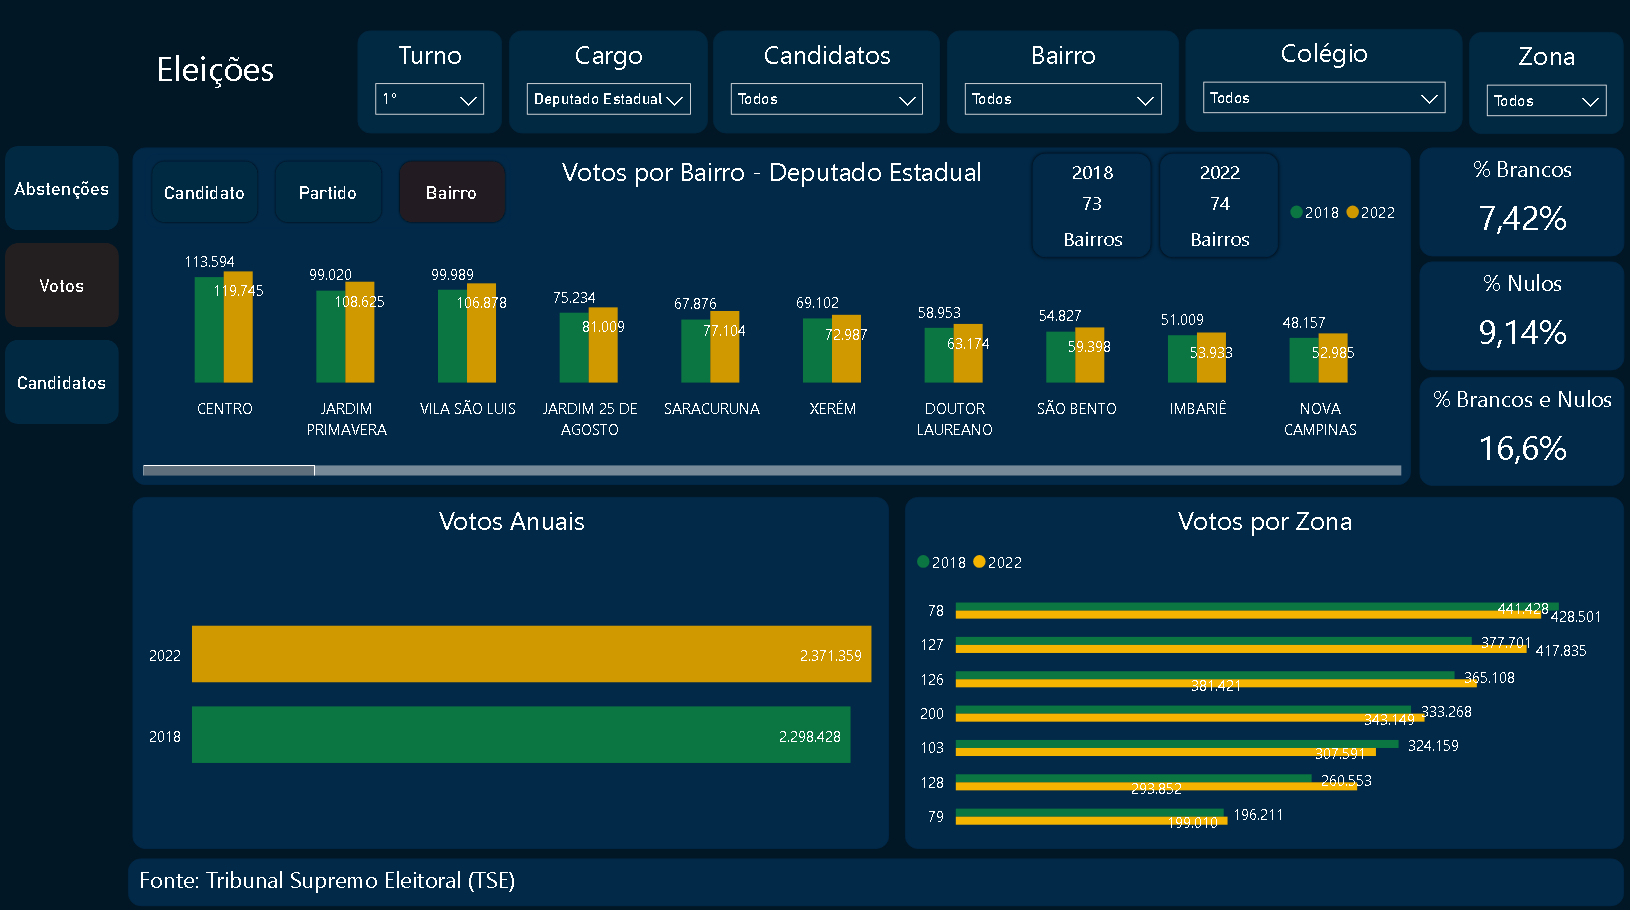 Eleições
Turno
1º
Cargo
Deputado Estadual
Candidatos
Todos
Bairro
Todos
Colégio
Todos
Zona
Todos
Abstenções
Votos
Candidatos
Candidato
Partido
Bairro
Votos por Bairro - Deputado Estadual
2018
73
Bairros
2022
74
Bairros
2018 2022
113.594
119.745
99.020
108.625
99.989
106.878
75.234
81.009
67.876
77.104
69.102
72.987
58.953
63.174
54.827
59.398
51.009
53.933
48.157
52.985
CENTRO
JARDIM
PRIMAVERA
VILA SÃO LUIS
JARDIM 25 DE
AGOSTO
SARACURUNA
XERÉM
DOUTOR
LAUREANO
SÃO BENTO
IMBARIÊ
NOVA
CAMPINAS
% Brancos
7,42%
% Nulos
9,14%
% Brancos e Nulos
16,6%
Votos Anuais
2022
2.371.359
2018
2.298.428
Votos por Zona
2018 2022
78
441.428
428.501
127
377.701
417.835
126
365.108
381.421
200
333.268
343.149
103
324.159
307.591
128
260.553
293.852
79
196.211
199.010
Fonte: Tribunal Supremo Eleitoral (TSE)